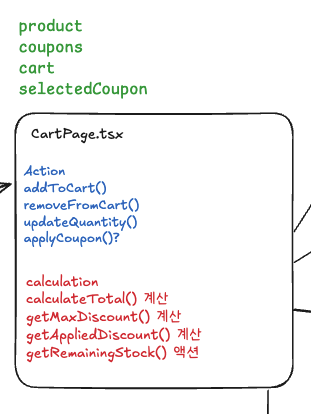 product
coupons
cart
selectedCoupon
CartPage.tsx
Action
addToCart()
removeFromCart()
updateQuantity()
applyCoupon()?
calculation
calculateTotal() 계산
getMaxDiscount() 계산
getAppliedDiscount() 계산
getRemainingStock() 액션